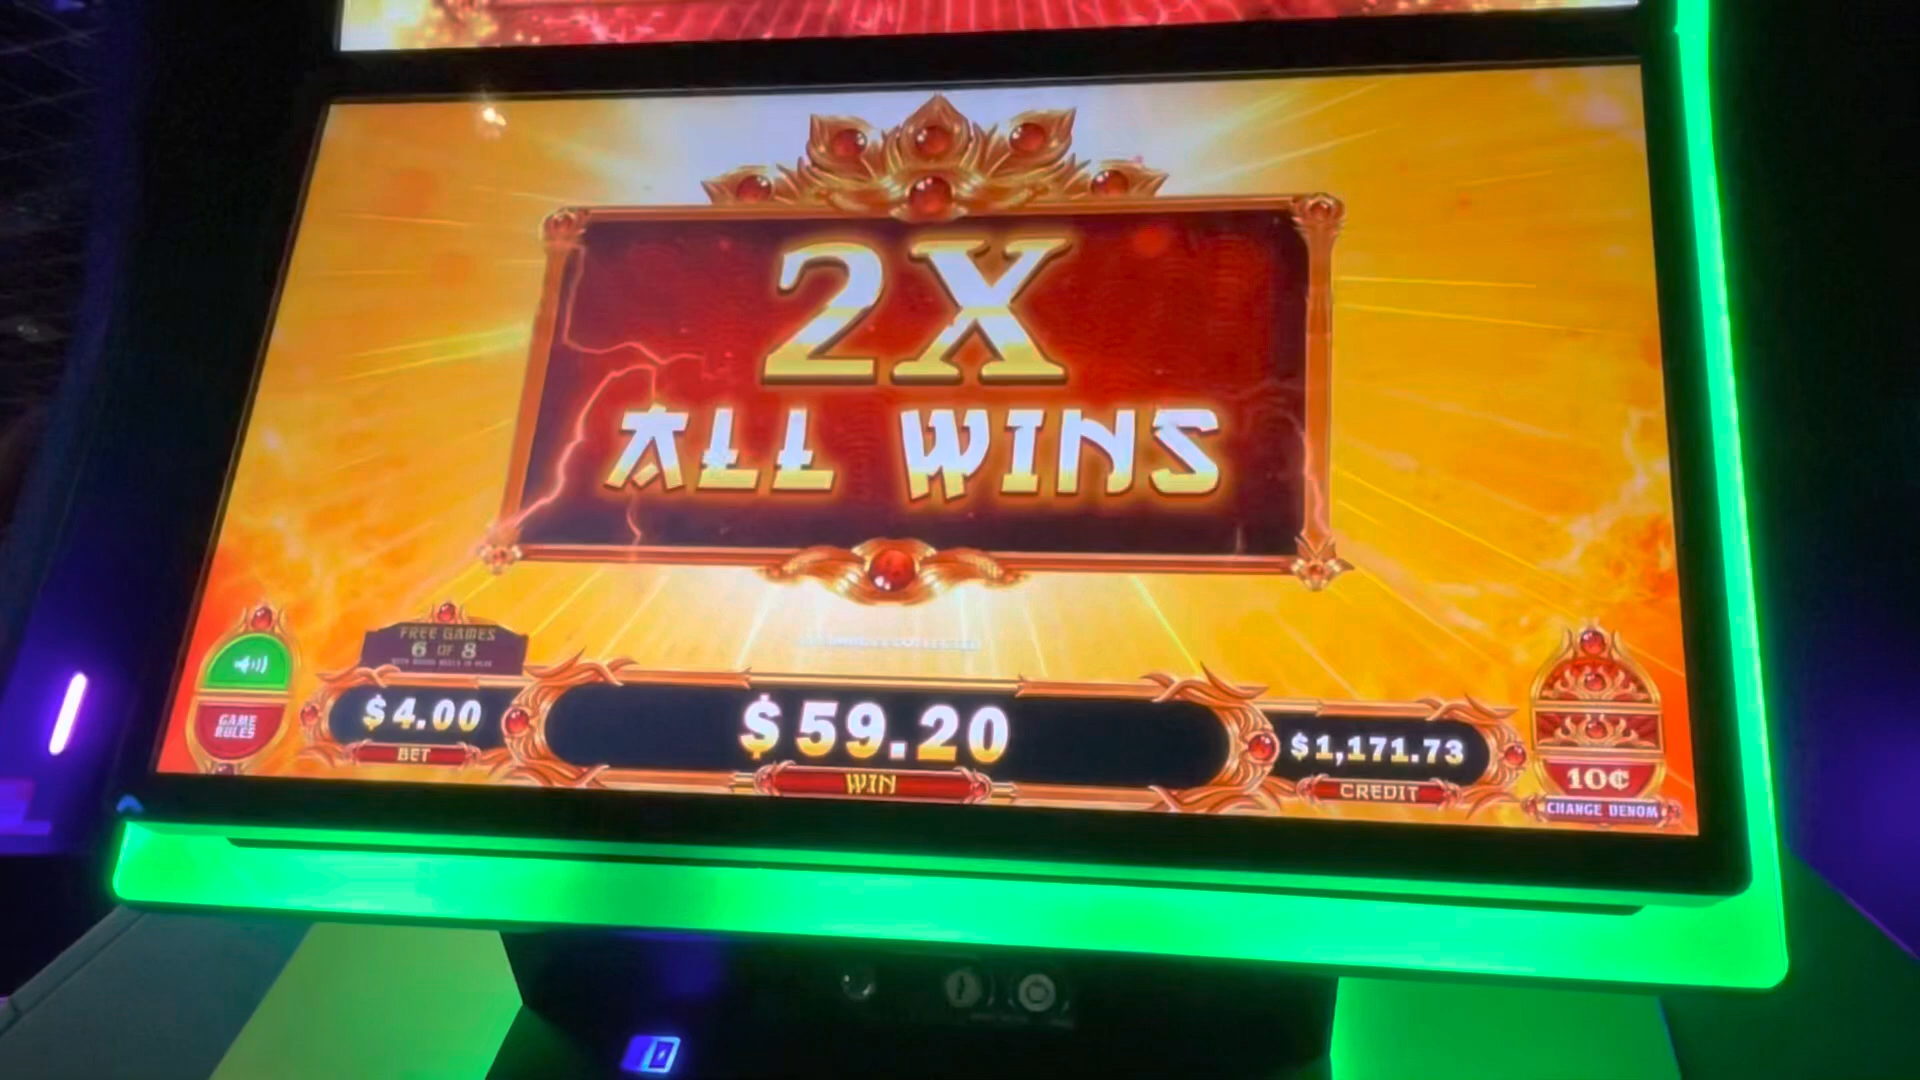 2X
ALL WINS
FREE GAMES
6 OF 8
$4.00
BET
$59.20
WIN
$1,171.73
CREDIT
GAME
RULES
10¢
CHANGE DENOM